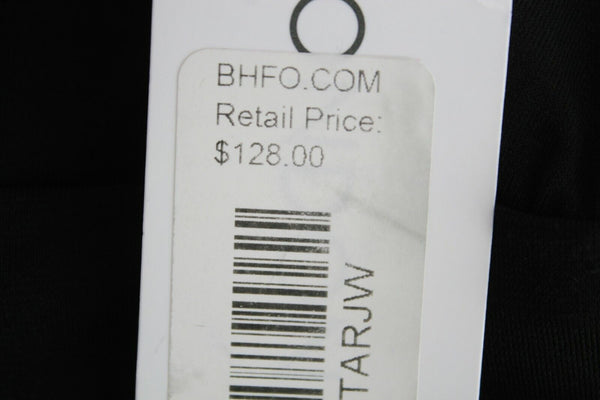 BHFO.COM
Retail Price:
$128.00
TARJW